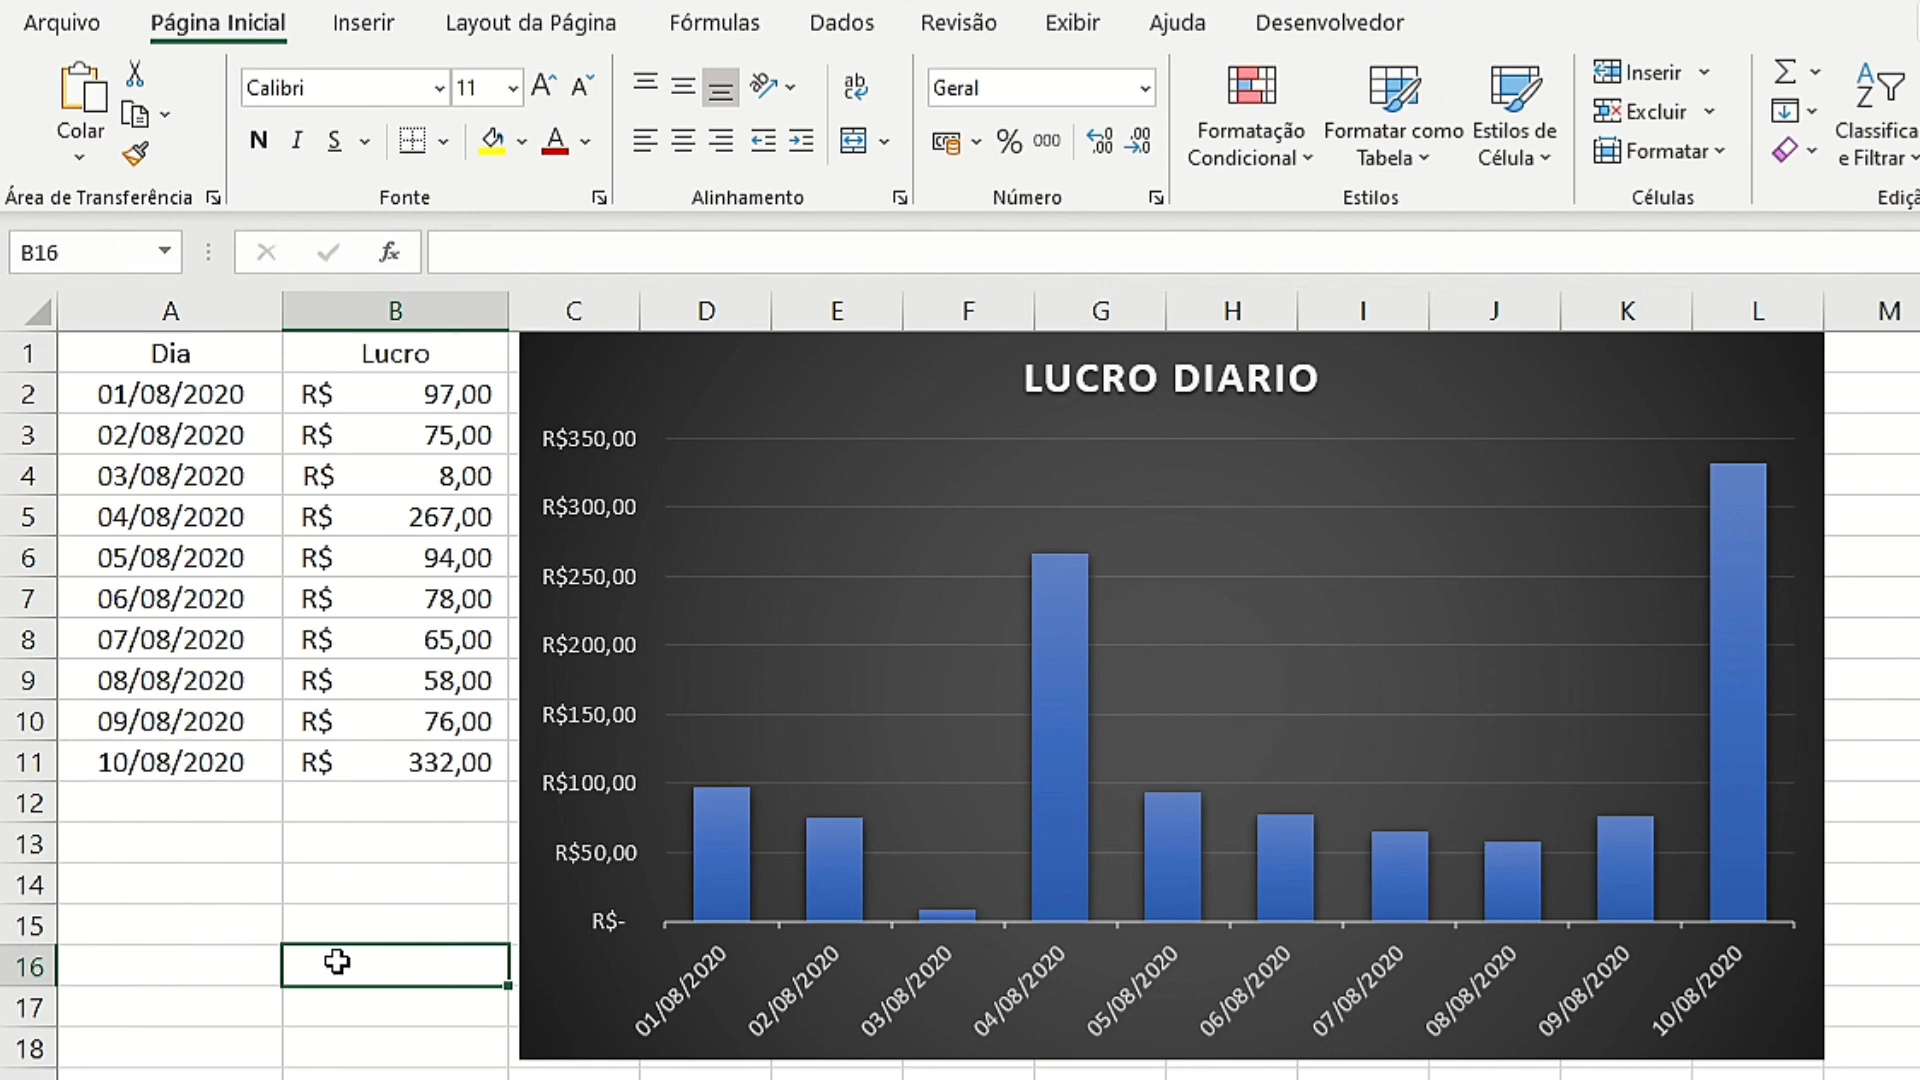 Arquivo Página Inicial Inserir Layout da Página Fórmulas Dados Revisão Exibir Ajuda Desenvolvedor
Colar
Calibri 11
N I S
A
ab
c
Geral
% 000
Formatação
Condicional
Formatar como
Tabela
Estilos de
Célula
Inserir
Excluir
Formatar
Σ
A
Z
Classifica
e Filtrar
Área de Transferência Fonte Alinhamento Número Estilos Células Ediçã
B16 fx
A B C D E F G H I J K L M
1 Dia Lucro
2 01/08/2020 R$ 97,00
3 02/08/2020 R$ 75,00
4 03/08/2020 R$ 8,00
5 04/08/2020 R$ 267,00
6 05/08/2020 R$ 94,00
7 06/08/2020 R$ 78,00
8 07/08/2020 R$ 65,00
9 08/08/2020 R$ 58,00
10 09/08/2020 R$ 76,00
11 10/08/2020 R$ 332,00
12
13
14
15
16
17
18
LUCRO DIARIO
R$350,00
R$300,00
R$250,00
R$200,00
R$150,00
R$100,00
R$50,00
R$-
01/08/2020 02/08/2020 03/08/2020 04/08/2020 05/08/2020 06/08/2020 07/08/2020 08/08/2020 09/08/2020 10/08/2020